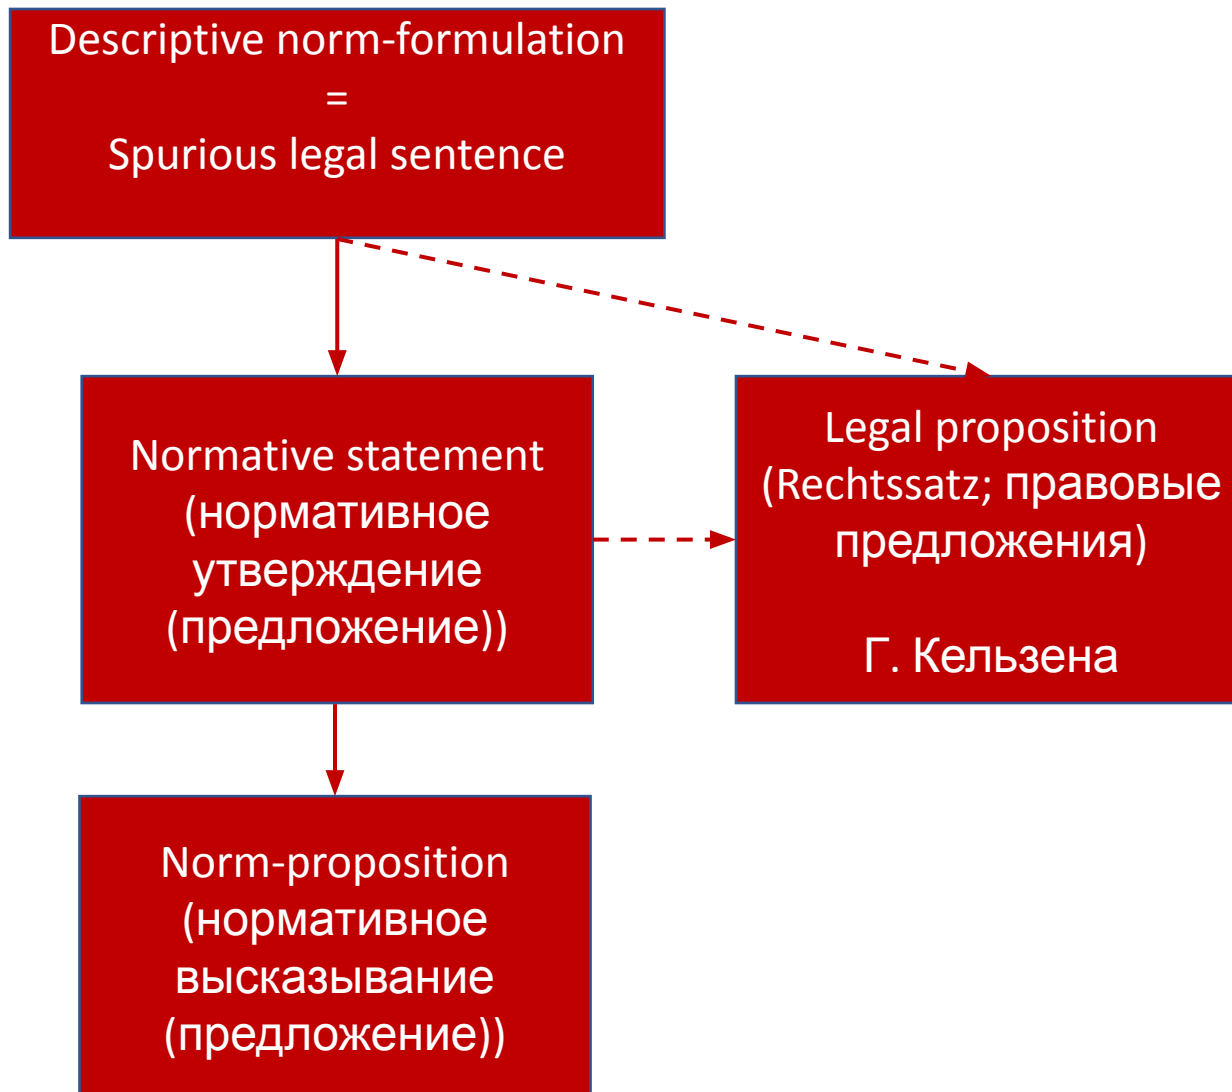 Descriptive norm-formulation
=
Spurious legal sentence
Normative statement
(нормативное
утверждение
(предложение))
Legal proposition
(Rechtssatz; правовые
предложения)
Г. Кельзена
Norm-proposition
(нормативное
высказывание
(предложение))